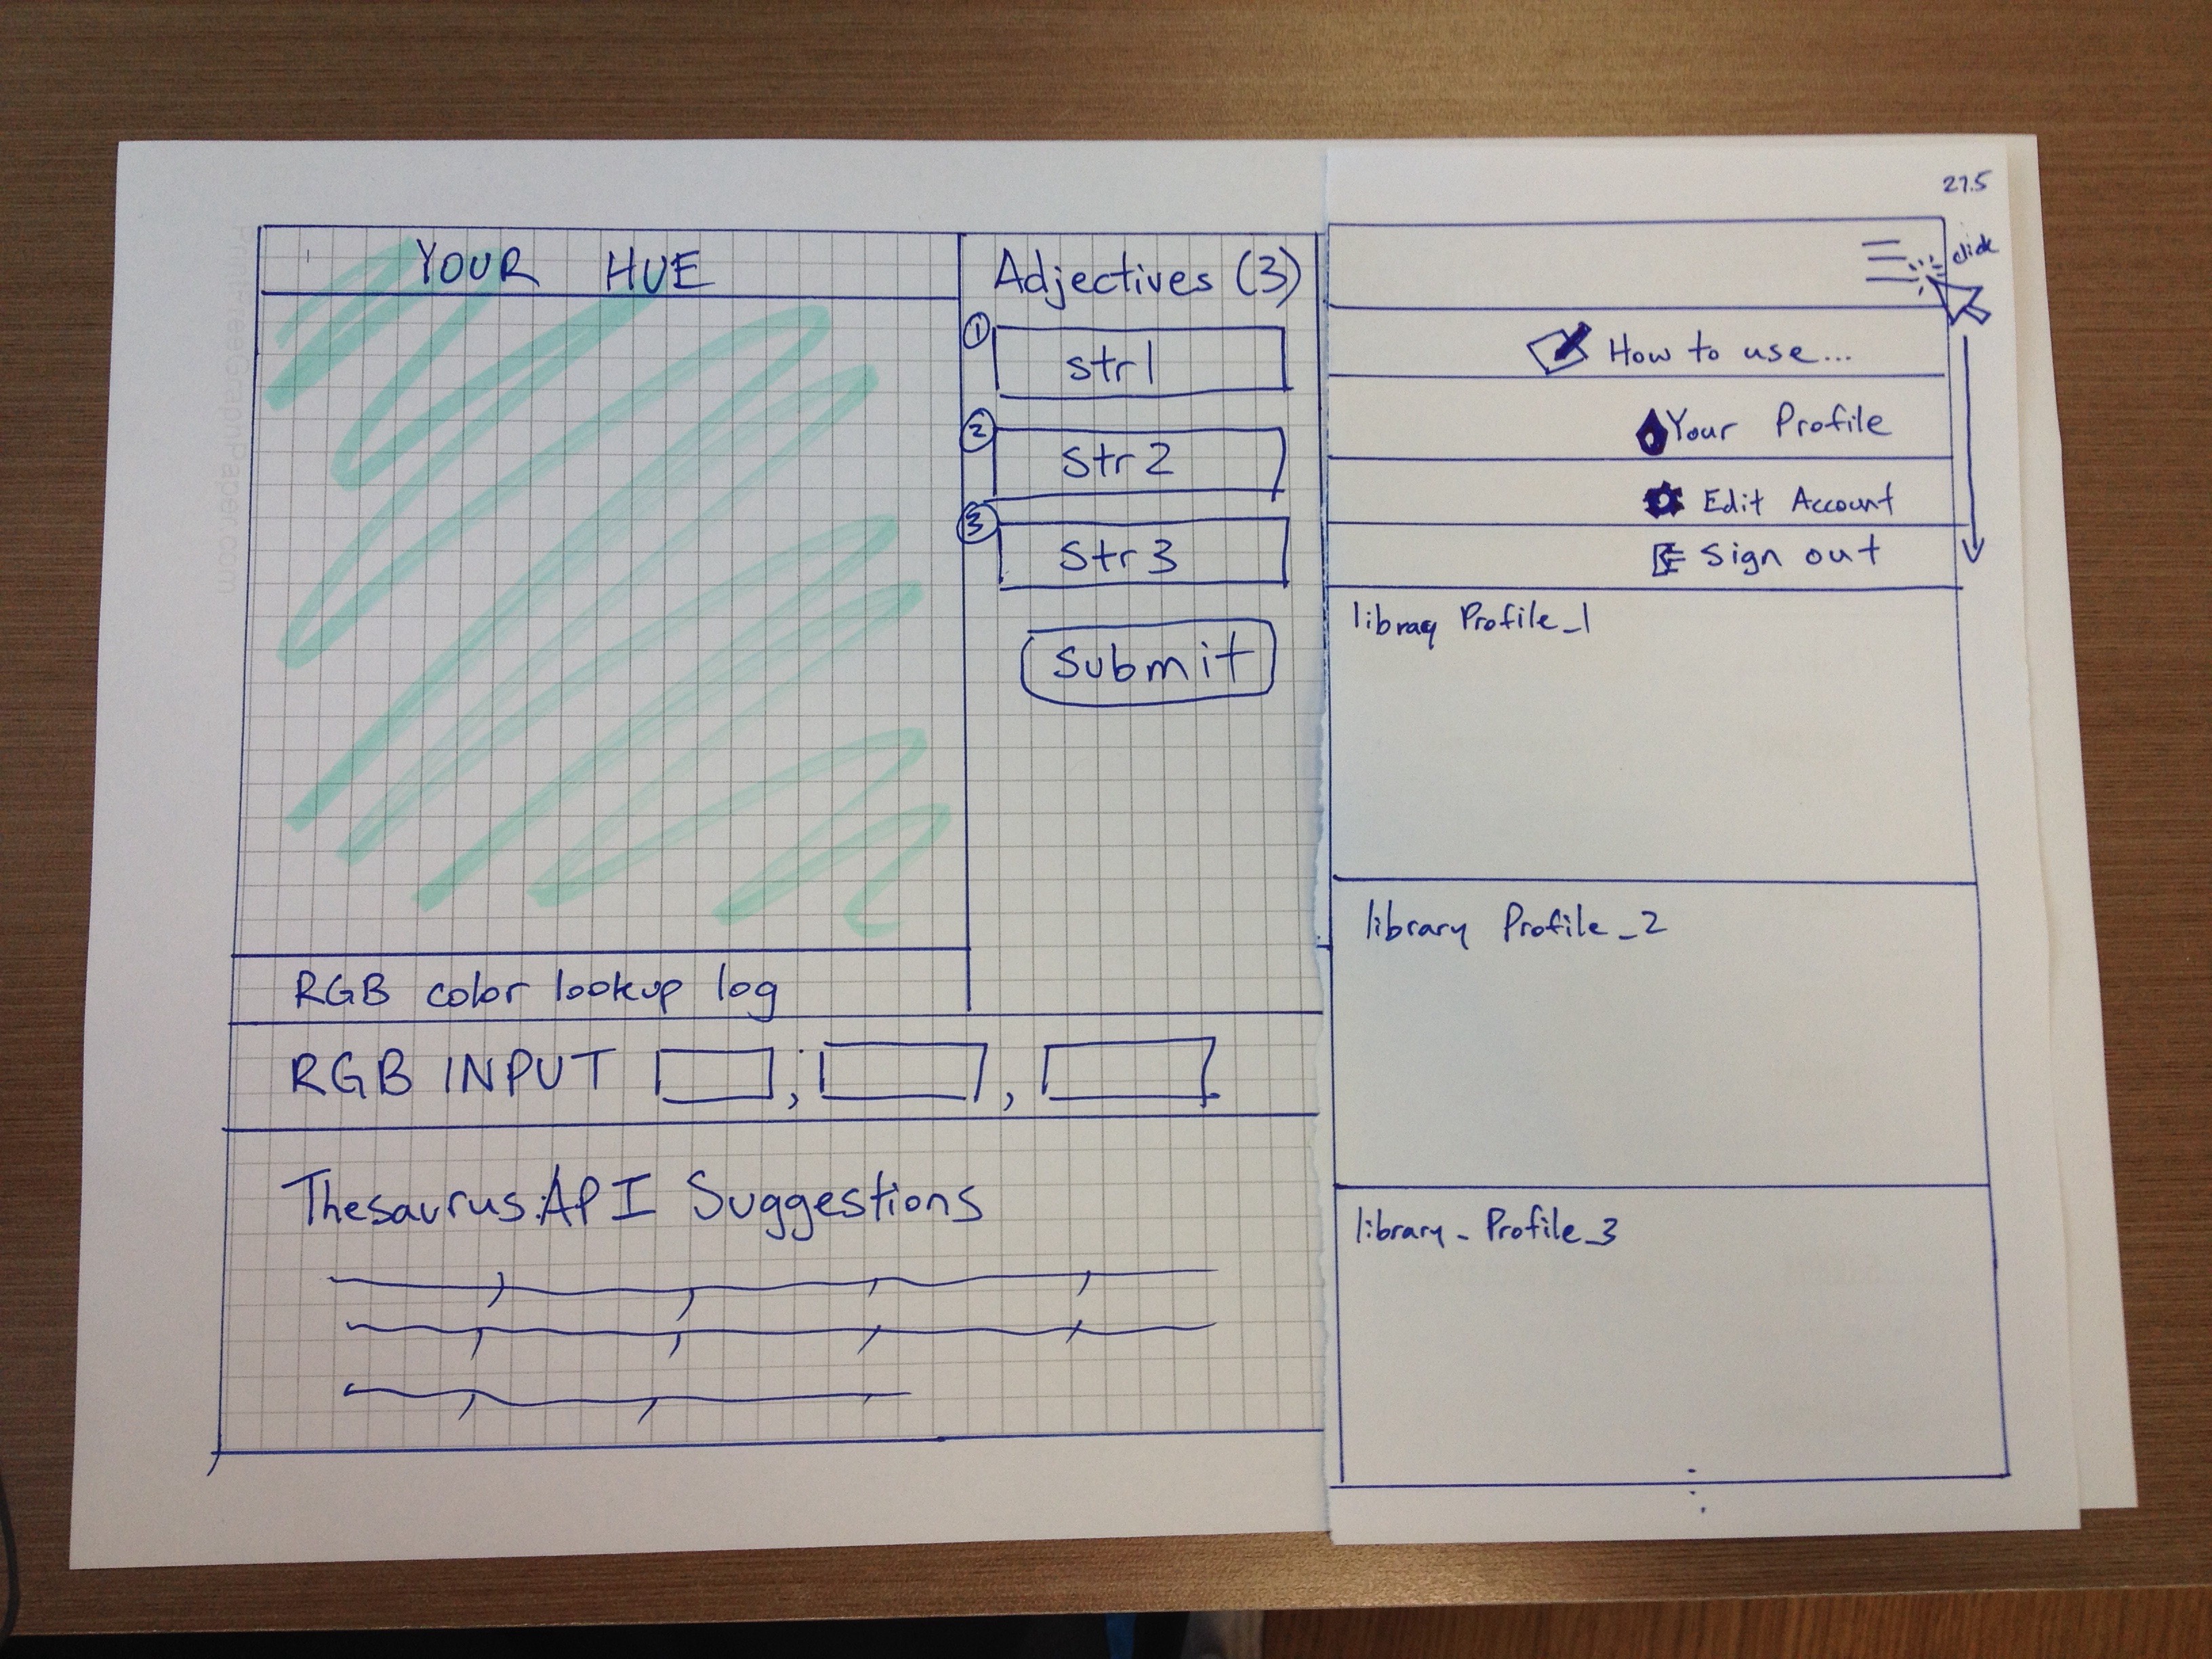 YOUR HUE
Adjectives (3)
1
str1
2
str2
3
str3
Submit
RGB color lookup log
RGB INPUT , ,
Thesaurus.API Suggestions
27.5
click
How to use...
Your Profile
Edit Account
Sign out
library Profile_1
library Profile_2
library - Profile_3
PrintFreeGraphPaper.com